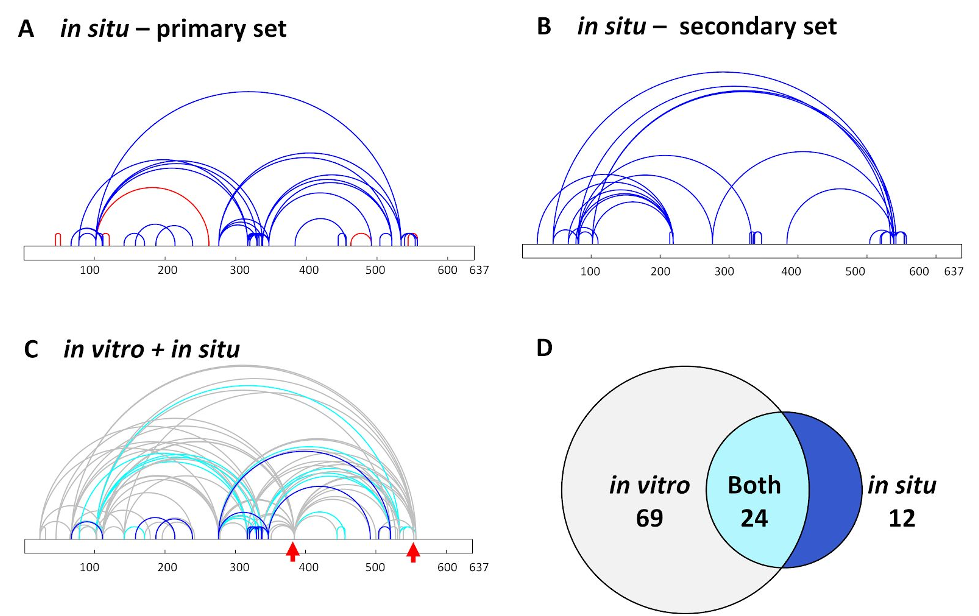 A in situ – primary set
B in situ – secondary set
100 200 300 400 500 600 637
100 200 300 400 500 600 637
C in vitro + in situ
D
in vitro
69
Both
24
in situ
12
100 200 300 400 500 600 637